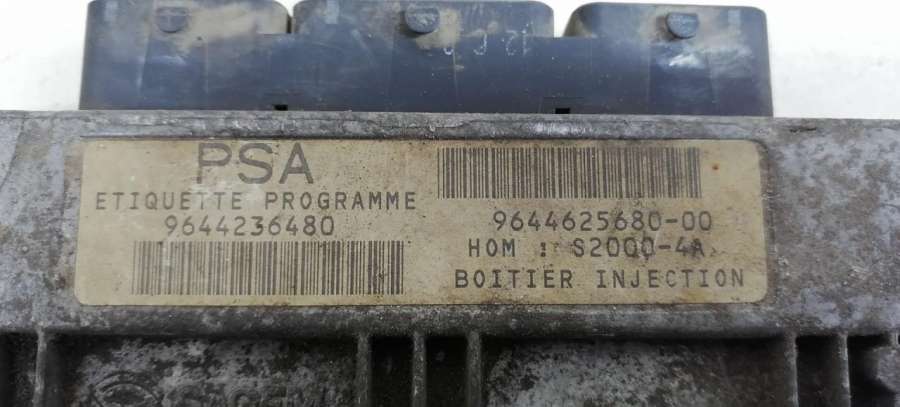 PSA
ETIQUETTE PROGRAMME
9644236480
9644625680-00
HOM : S2000-4A
BOITIER INJECTION